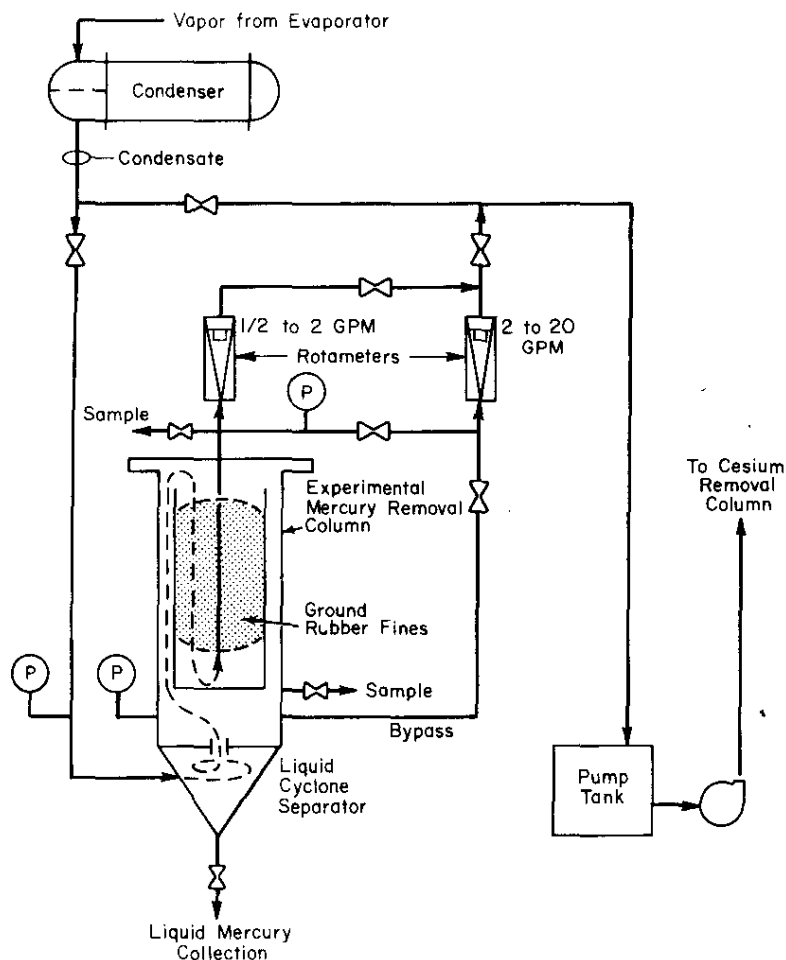 Vapor from Evaporator
Condenser
Condensate
1/2 to 2 GPM
2 to 20
GPM
Rotameters
P
Sample
To Cesium
Removal
Column
Experimental
Mercury Removal
Column
Ground
Rubber Fines
P
P
Sample
Bypass
Liquid
Cyclone
Separator
Pump
Tank
Liquid Mercury
Collection